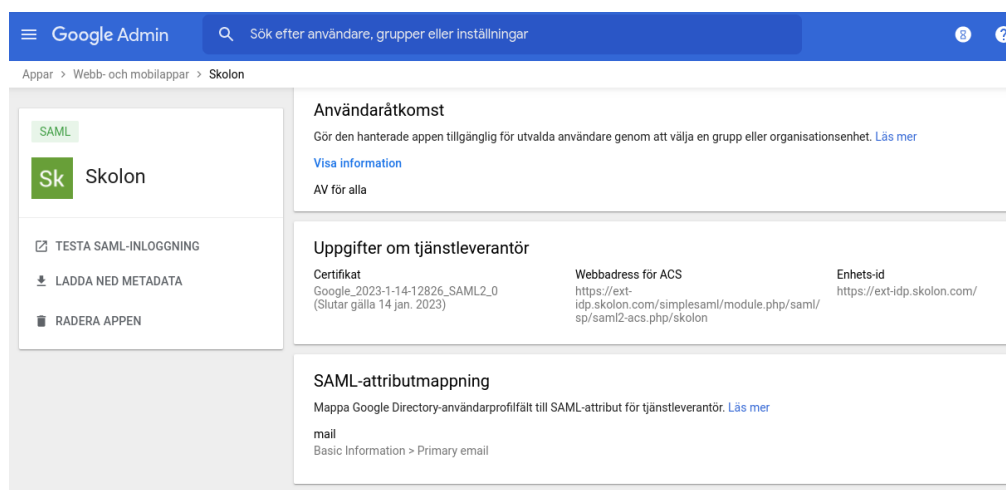 Google Admin
Sök efter användare, grupper eller inställningar
Appar > Webb- och mobilappar > Skolon
SAML
Sk Skolon
TESTA SAML-INLOGGNING
LADDA NED METADATA
RADERA APPEN
Användaråtkomst
Gör den hanterade appen tillgänglig för utvalda användare genom att välja en grupp eller organisationsenhet. Läs mer
Visa information
AV för alla
Uppgifter om tjänstleverantör
Certifikat
Google_2023-1-14-12826_SAML2_0
(Slutar gälla 14 jan. 2023)
Webbadress för ACS
https://ext-
idp.skolon.com/simplesaml/module.php/saml/
sp/saml2-acs.php/skolon
Enhets-id
https://ext-idp.skolon.com/
SAML-attributmappning
Mappa Google Directory-användarprofilfält till SAML-attribut för tjänstleverantör. Läs mer
mail
Basic Information > Primary email